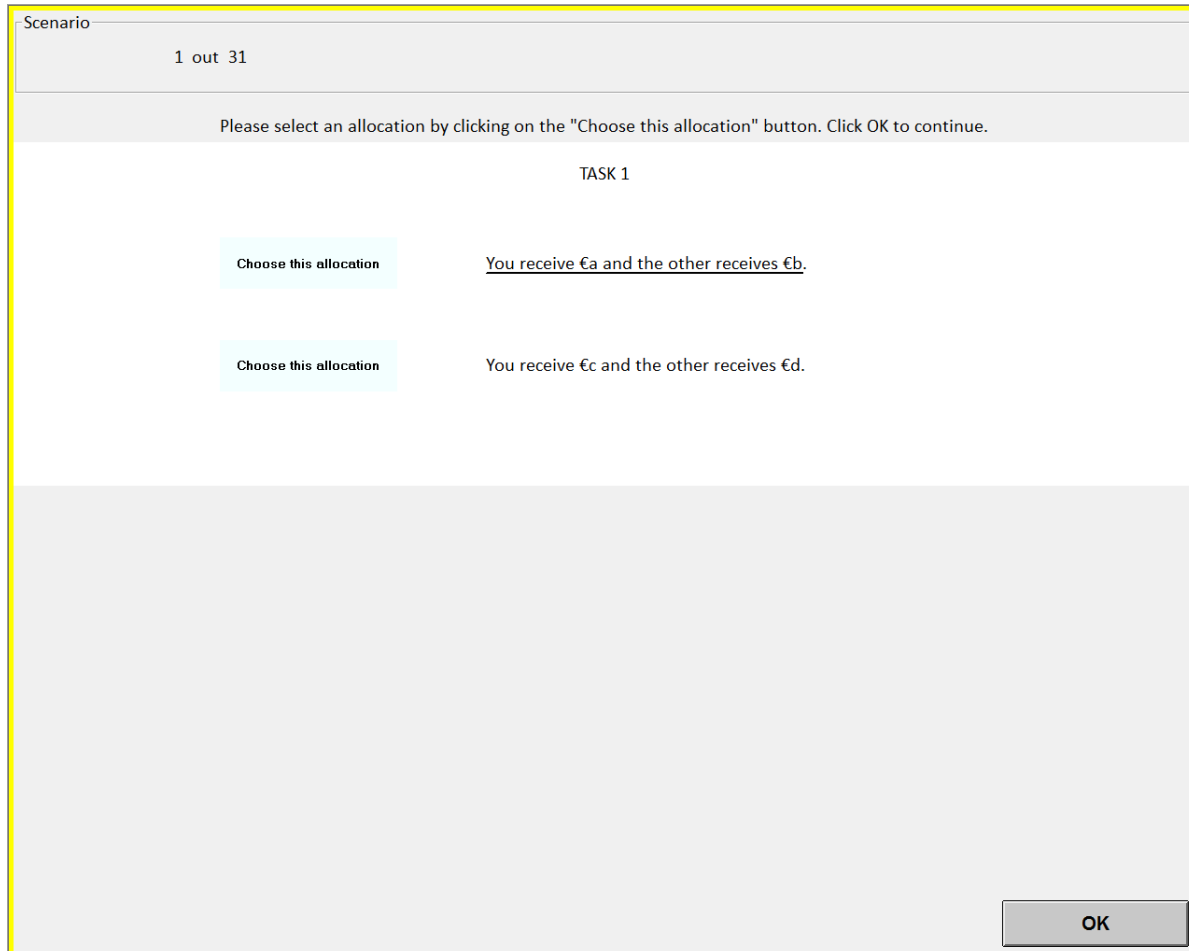 Scenario
1 out 31
Please select an allocation by clicking on the "Choose this allocation" button. Click OK to continue.
TASK 1
Choose this allocation You receive €a and the other receives €b.
Choose this allocation You receive €c and the other receives €d.
OK